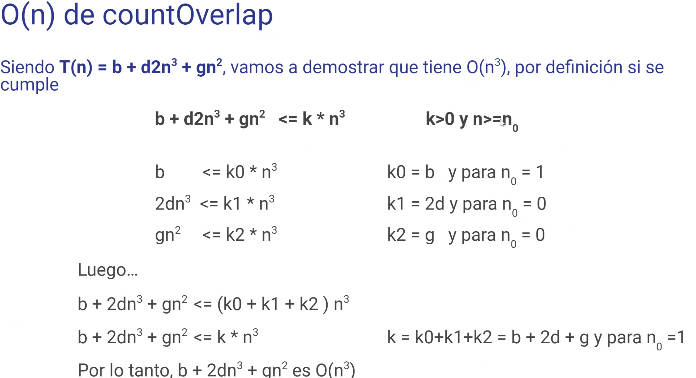 O(n) de countOverlap
Siendo T(n) = b + d2n³ + gn², vamos a demostrar que tiene O(n³), por definición si se
cumple
b + d2n³ + gn² <= k * n³ k>0 y n>=n₀
b <= k0 * n³ k0 = b y para n₀ = 1
2dn³ <= k1 * n³ k1 = 2d y para n₀ = 0
gn² <= k2 * n³ k2 = g y para n₀ = 0
Luego...
b + 2dn³ + gn² <= (k0 + k1 + k2 ) n³
b + 2dn³ + gn² <= k * n³ k = k0+k1+k2 = b + 2d + g y para n₀ =1
Por lo tanto, b + 2dn³ + gn² es O(n³)